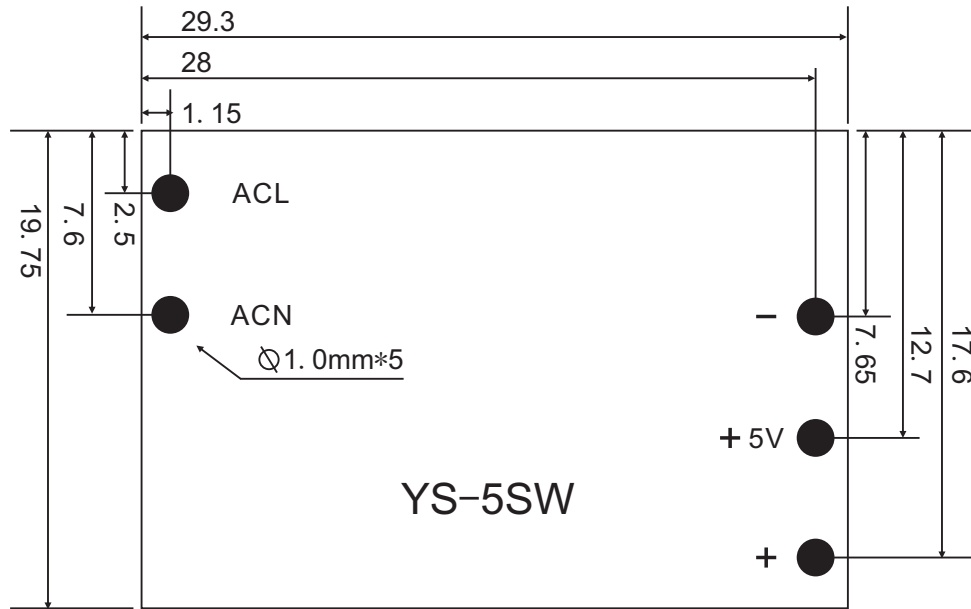 29.3
28
1.15
ACL
2.5
7.6
19.75
ACN
−
7.65
12.7
17.6
∅1.0mm*5
+5V
YS-5SW
+